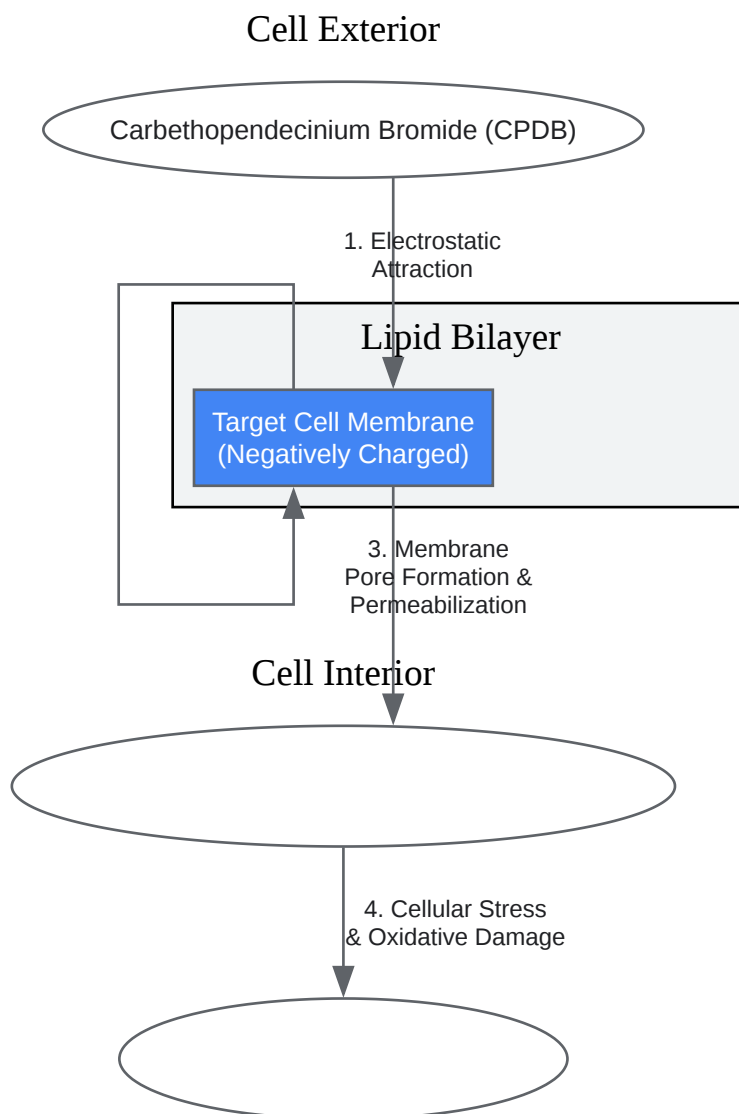 Cell Exterior
Carbethopendecinium Bromide (CPDB)
1. Electrostatic
Attraction
Lipid Bilayer
Target Cell Membrane
(Negatively Charged)
3. Membrane
Pore Formation &
Permeabilization
Cell Interior
4. Cellular Stress
& Oxidative Damage